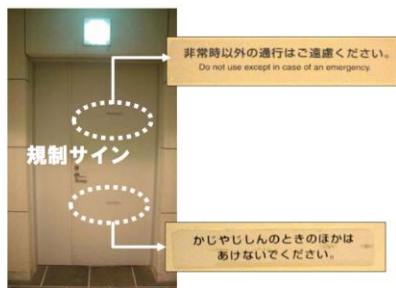 非常時以外の通行はご遠慮ください。
Do not use except in case of an emergency.
規制サイン
かじやじしんのときのほかは
あけないでください。